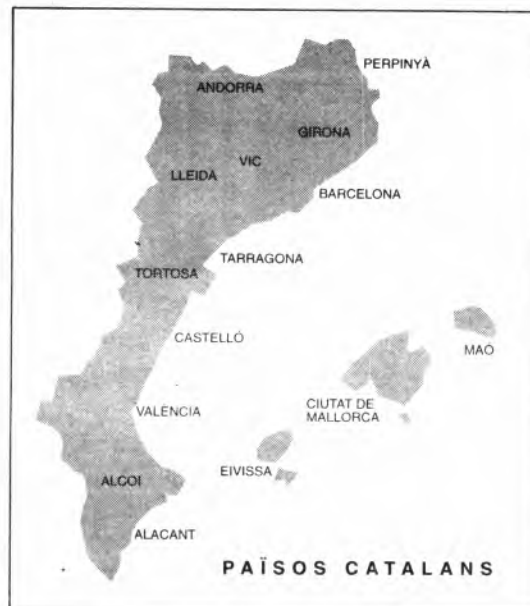 PERPINYÀ
ANDORRA
GIRONA
VIC
LLEIDA
BARCELONA
TARRAGONA
TORTOSA
CASTELLÓ
MAÓ
CIUTAT DE
MALLORCA
VALÈNCIA
EIVISSA
ALCOI
ALACANT
PAÏSOS CATALANS